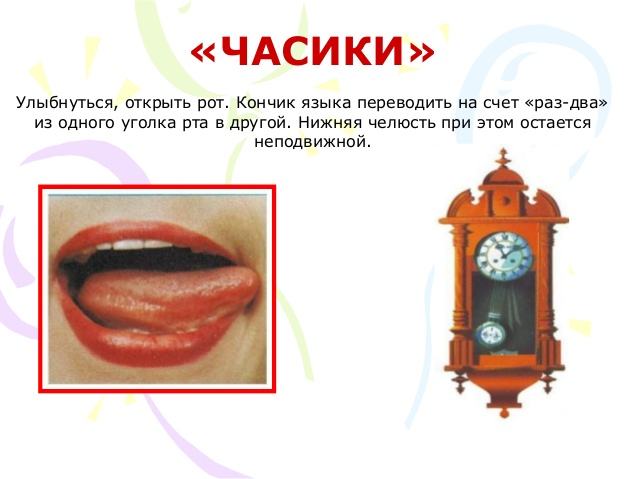 «ЧАСИКИ»
Улыбнуться, открыть рот. Кончик языка переводить на счет «раз-два»
из одного уголка рта в другой. Нижняя челюсть при этом остается
неподвижной.